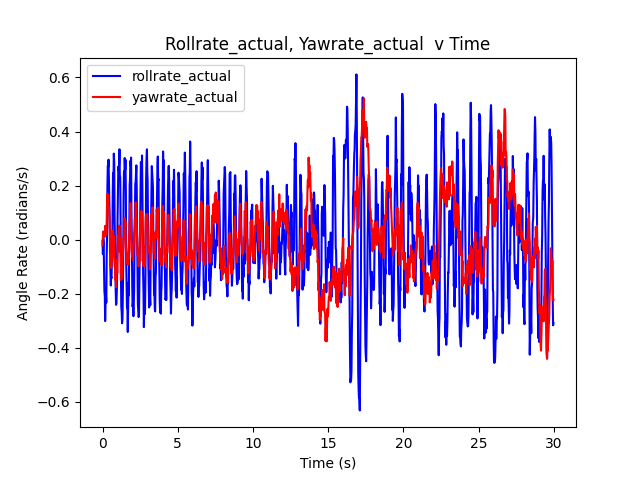 Rollrate_actual, Yawrate_actual  v Time
rollrate_actual
yawrate_actual
Angle Rate (radians/s)
0.6
0.4
0.2
0.0
−0.2
−0.4
−0.6
0 5 10 15 20 25 30
Time (s)